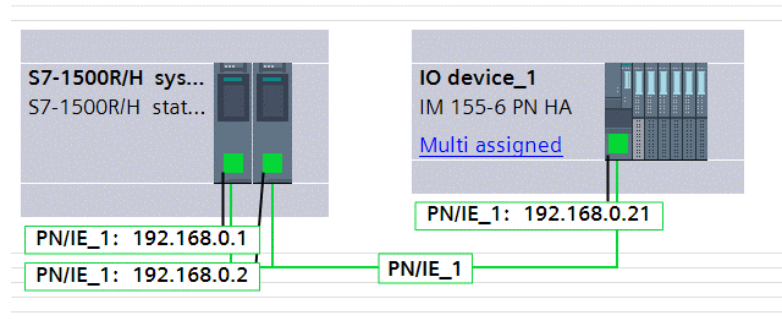 S7-1500R/H sys...
S7-1500R/H stat...
IO device_1
IM 155-6 PN HA
Multi assigned
PN/IE_1: 192.168.0.21
PN/IE_1: 192.168.0.1
PN/IE_1: 192.168.0.2
PN/IE_1